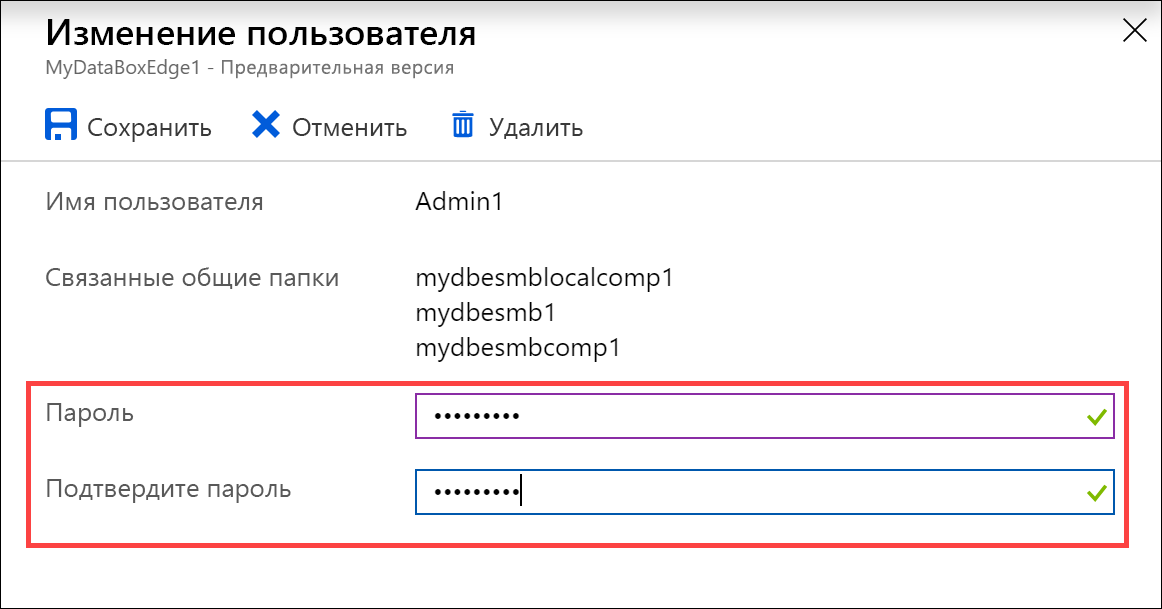 Изменение пользователя
MyDataBoxEdge1 - Предварительная версия
Сохранить Отменить Удалить
Имя пользователя Admin1
Связанные общие папки mydbesmblocalcomp1
mydbesmb1
mydbesmbcomp1
Пароль •••••••••
Подтвердите пароль •••••••••